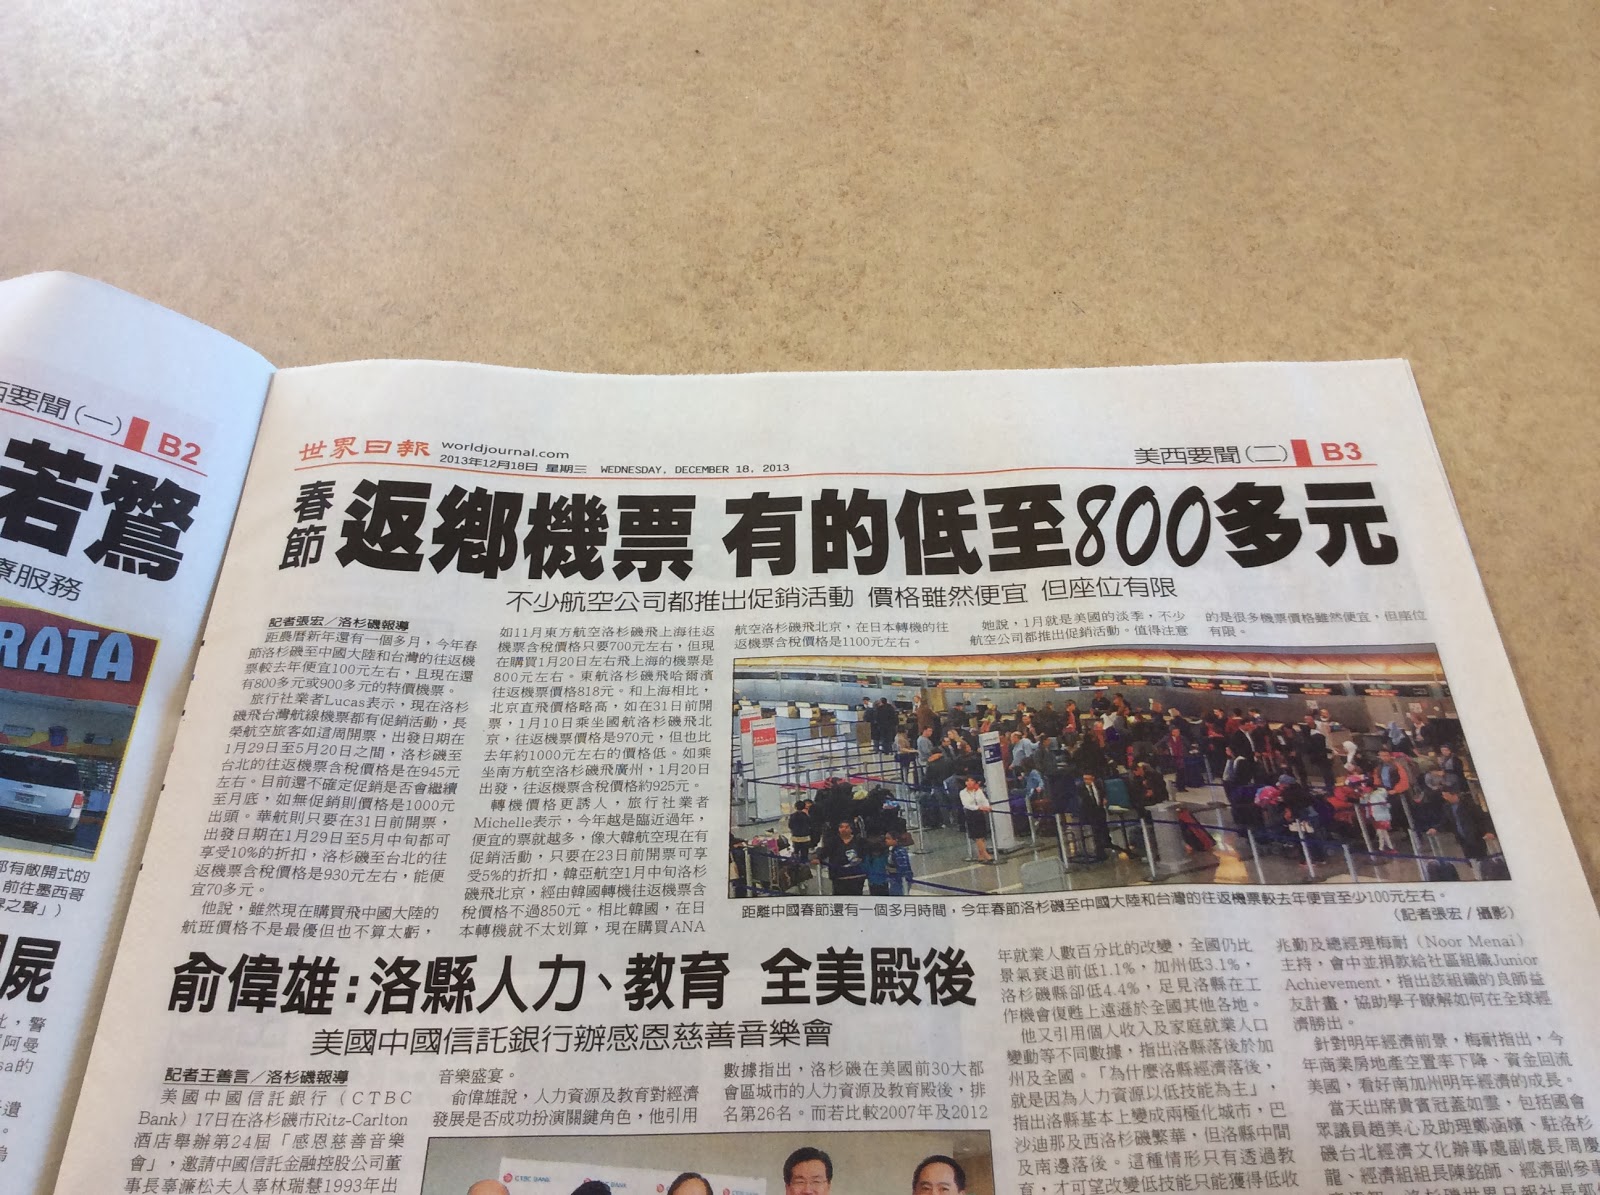 西要聞(一) B2
若鶩
療服務
RATA
都有敞開式的
前往墨西哥
世界日報 worldjournal.com
2013年12月18日 星期三 WEDNESDAY, DECEMBER 18, 2013
美西要聞(二) B3
春節 返鄉機票 有的低至800多元
不少航空公司都推出促銷活動 價格雖然便宜 但座位有限
記者張宏/洛杉磯報導
距農曆新年還有一個多月，今年春
節洛杉磯至中國大陸和台灣的往返機
票較去年便宜100元左右，且現在還
有800多元或900多元的特價機票。
旅行社業者Lucas表示，現在洛杉
磯飛台灣航線機票都有促銷活動，長
榮航空旅客如這周開票，出發日期在
1月29日至5月20日之間，洛杉磯至
台北的往返機票含稅價格是在945元
左右。目前還不確定促銷是否會繼續
至月底，如無促銷則價格是1000元
出頭。華航則只要在31日前開票，
出發日期在1月29日至5月中旬都可
享受10%的折扣，洛杉磯至台北的往
返機票含稅價格是930元左右，能便
宜70多元。
他說，雖然現在購買飛中國大陸的
航班價格不是最優但也不算太虧，
如11月東方航空洛杉磯飛上海往返
機票含稅價格只要700元左右，但現
在購買1月20日左右飛上海的機票是
800元左右。東航洛杉磯飛哈爾濱
往返機票價格818元。和上海相比，
北京直飛價格略高，如在31日前開
票，1月10日乘坐國航洛杉磯飛北
京，往返機票價格是970元，但也比
去年約1000元左右的價格低。如乘
坐南方航空洛杉磯飛廣州，1月20日
出發，往返機票含稅價格約925元。
轉機價格更誘人，旅行社業者
Michelle表示，今年越是臨近過年，
便宜的票就越多，像大韓航空現在有
促銷活動，只要在23日前開票可享
受5%的折扣，韓亞航空1月中旬洛杉
磯飛北京，經由韓國轉機往返機票含
稅價格不過850元。相比韓國，在日
本轉機就不太划算，現在購買ANA
航空洛杉磯飛北京，在日本轉機的往
返機票含稅價格是1100元左右。
她說，1月就是美國的淡季，不少
航空公司都推出促銷活動。值得注意
的是很多機票價格雖然便宜，但座位
有限。
距離中國春節還有一個多月時間，今年春節洛杉磯至中國大陸和台灣的往返機票較去年便宜至少100元左右。
（記者張宏／攝影）
俞偉雄：洛縣人力、教育 全美殿後
美國中國信託銀行辦感恩慈善音樂會
記者王善言/洛杉磯報導
美國中國信託銀行（CTBC
Bank）17日在洛杉磯市Ritz-Carlton
酒店舉辦第24屆「感恩慈善音樂
會」，邀請中國信託金融控股公司董
事長辜濂松夫人辜林瑞慧1993年出
音樂盛宴。
俞偉雄說，人力資源及教育對經濟
發展是否成功扮演關鍵角色，他引用
數據指出，洛杉磯在美國前30大都
會區城市的人力資源及教育殿後，排
名第26名。而若比較2007年及2012
年就業人數百分比的改變，全國仍比
景氣衰退前低1.1%，加州低3.1%，
洛杉磯縣卻低4.4%，足見洛縣在工
作機會復甦上遠遜於全國其他各地。
他又引用個人收入及家庭就業人口
變動等不同數據，指出洛縣落後於加
州及全國。「為什麼洛縣經濟落後，
就是因為人力資源以低技能為主」，
指出洛縣基本上變成兩極化城市，巴
沙迪那及西洛杉磯繁華，但洛縣中間
及南邊落後。這種情形只有透過教
育，才可望改變低技能只能獲得低收
兆勤及總經理梅耐（Noor Menai）
主持，會中並捐款給社區組織Junior
Achievement，指出該組織的良師益
友計畫，協助學子瞭解如何在全球經
濟勝出。
針對明年經濟前景，梅耐指出，今
年商業房地產空置率下降、資金回流
美國，看好南加州明年經濟的成長。
當天出席貴賓冠蓋如雲，包括國會
眾議員趙美心及助理鄭涵嬪、駐洛杉
磯台北經濟文化辦事處副處長周慶
龍、經濟組組長陳銘師、經濟副參事
CTBC BANK